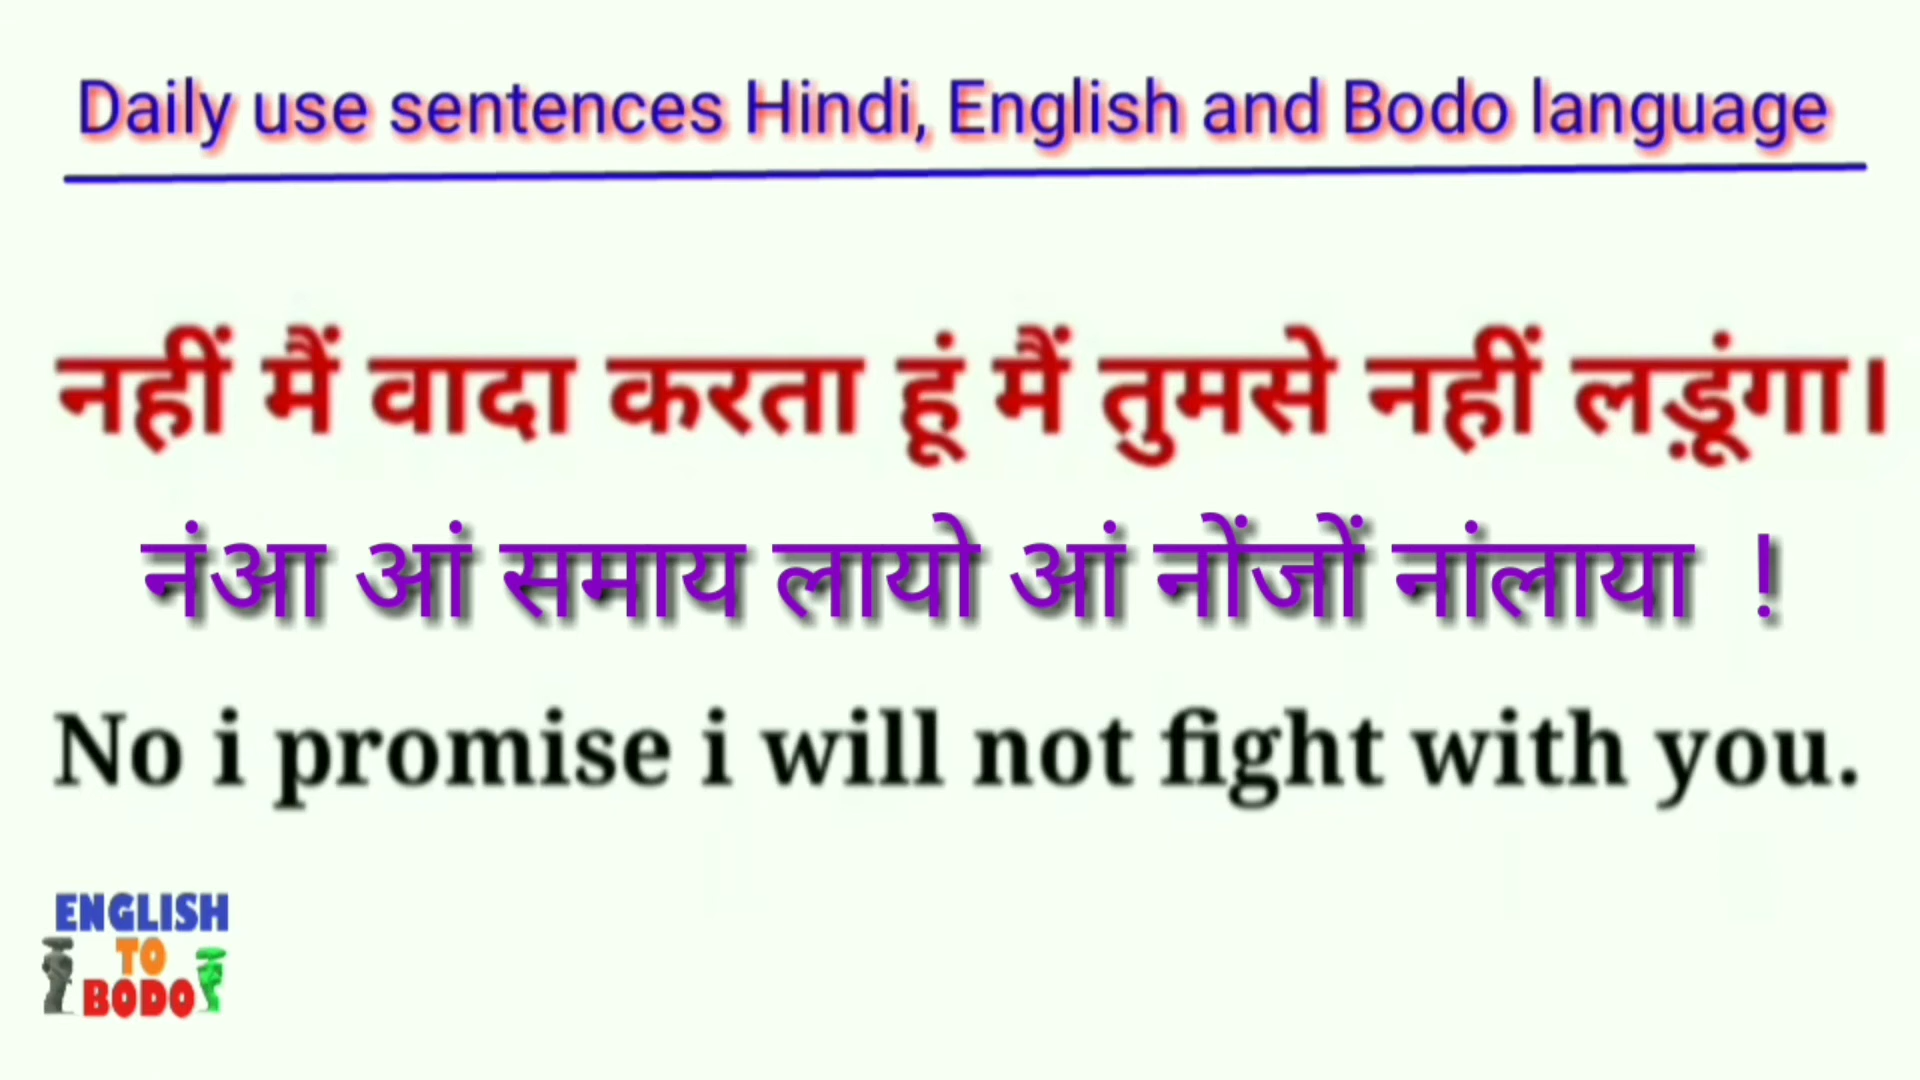 Daily use sentences Hindi, English and Bodo language
नहीं मैं वादा करता हूं मैं तुमसे नहीं लड़ूंगा।
नंआ आं समाय लायो आं नोंजों नांलाया !
No i promise i will not fight with you.
ENGLISH
TO
BODO